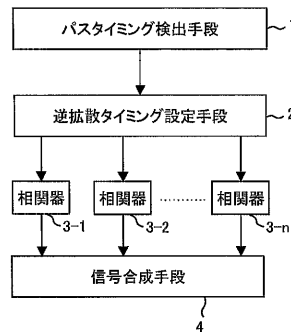 パスタイミング検出手段
1
逆拡散タイミング設定手段
2
相関器 相関器 ......... 相関器
3-1 3-2 3-n
信号合成手段
4